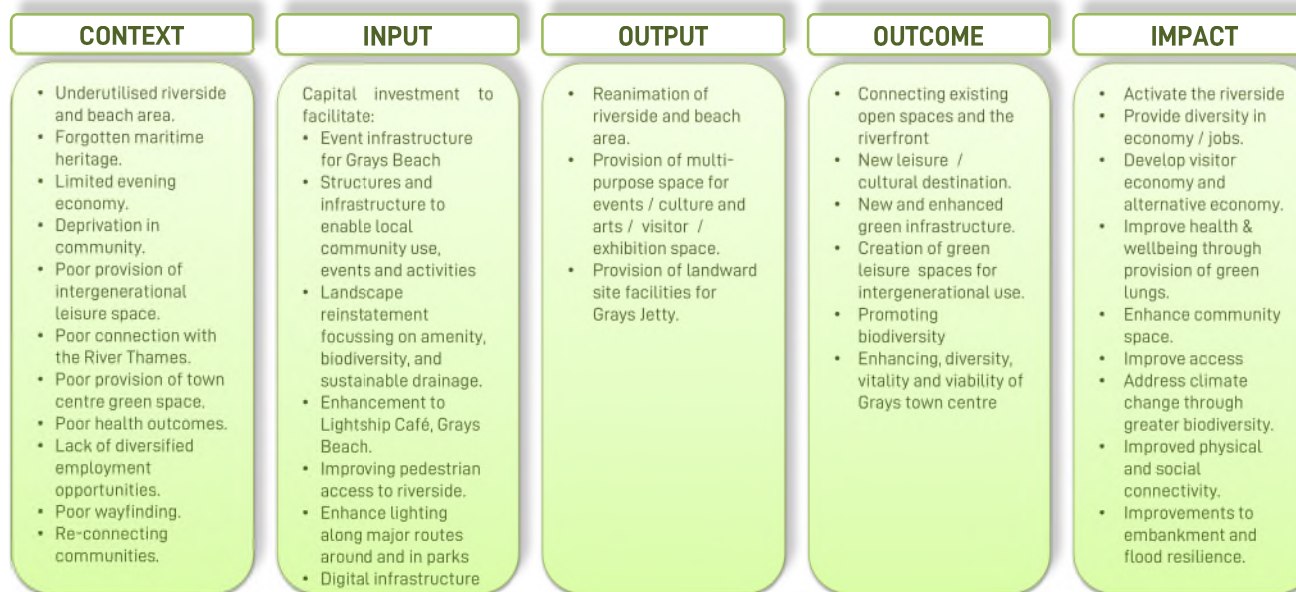 CONTEXT
• Underutilised riverside
and beach area.
• Forgotten maritime
heritage.
• Limited evening
economy.
• Deprivation in
community.
• Poor provision of
intergenerational
leisure space.
• Poor connection with
the River Thames.
• Poor provision of town
centre green space.
• Poor health outcomes.
• Lack of diversified
employment
opportunities.
• Poor wayfinding.
• Re-connecting
communities.
INPUT
Capital investment to
facilitate:
• Event infrastructure
for Grays Beach
• Structures and
infrastructure to
enable local
community use,
events and activities
• Landscape
reinstatement
focussing on amenity,
biodiversity, and
sustainable drainage.
• Enhancement to
Lightship Café, Grays
Beach.
• Improving pedestrian
access to riverside.
• Enhance lighting
along major routes
around and in parks
• Digital infrastructure
OUTPUT
• Reanimation of
riverside and beach
area.
• Provision of multi-
purpose space for
events / culture and
arts / visitor /
exhibition space.
• Provision of landward
site facilities for
Grays Jetty.
OUTCOME
• Connecting existing
open spaces and the
riverfront
• New leisure /
cultural destination.
• New and enhanced
green infrastructure.
• Creation of green
leisure spaces for
intergenerational use.
• Promoting
biodiversity
• Enhancing, diversity,
vitality and viability of
Grays town centre
IMPACT
• Activate the riverside
• Provide diversity in
economy / jobs.
• Develop visitor
economy and
alternative economy.
• Improve health &
wellbeing through
provision of green
lungs.
• Enhance community
space.
• Improve access
• Address climate
change through
greater biodiversity.
• Improved physical
and social
connectivity.
• Improvements to
embankment and
flood resilience.